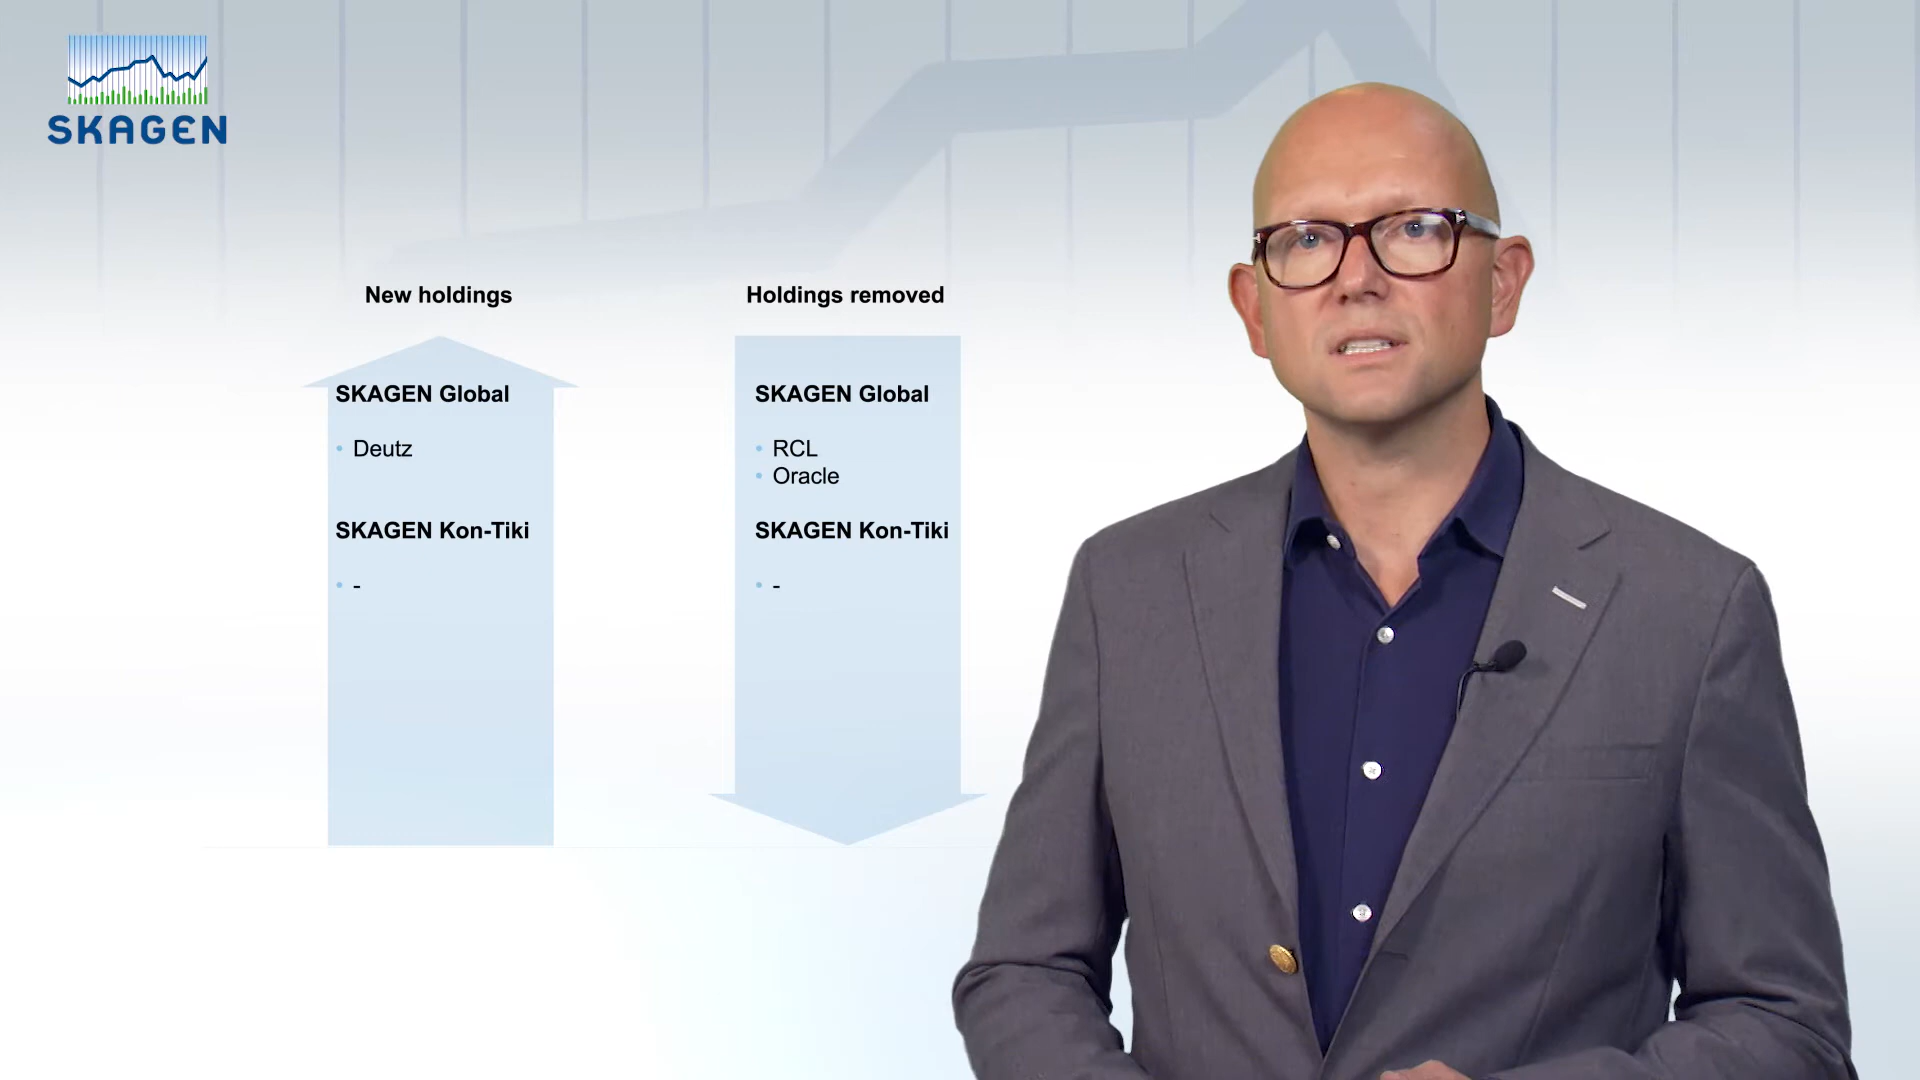 SKAGEN
New holdings
SKAGEN Global
• Deutz
SKAGEN Kon-Tiki
• -
Holdings removed
SKAGEN Global
• RCL
• Oracle
SKAGEN Kon-Tiki
• -